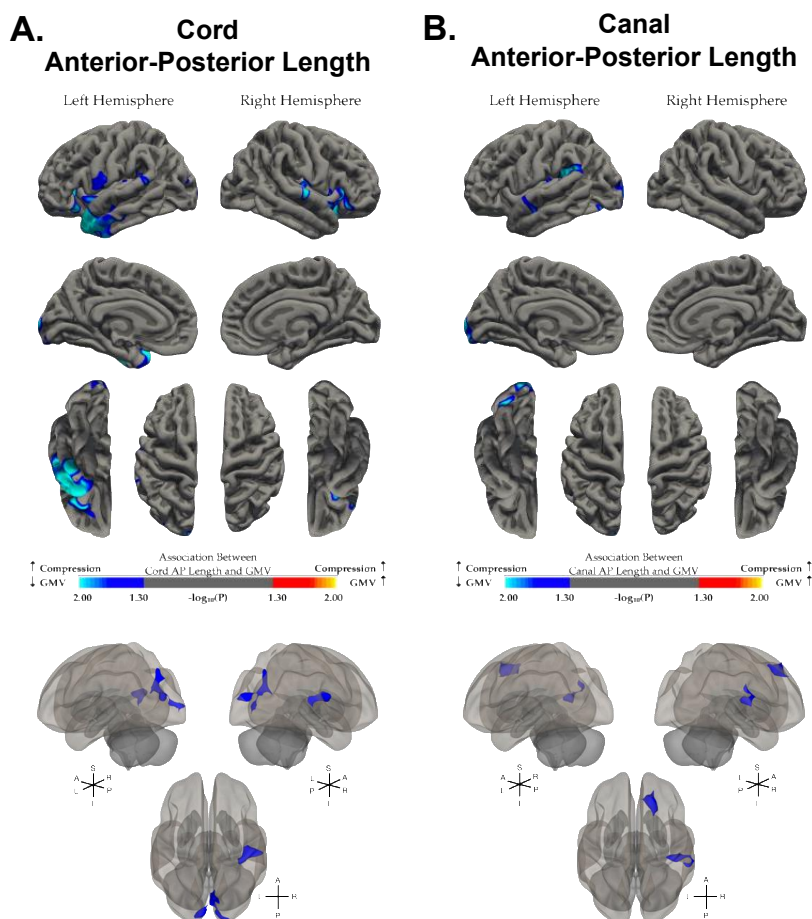 A.
Cord
Anterior-Posterior Length
Left Hemisphere
Right Hemisphere
↑ Compression
↓ GMV
Association Between
Cord AP Length and GMV
Compression ↑
GMV ↑
2.00
1.30
-log₁₀(P)
1.30
2.00
S
A R
L P
I
S
L A
P R
I
A
L R
P
B.
Canal
Anterior-Posterior Length
Left Hemisphere
Right Hemisphere
↑ Compression
↓ GMV
Association Between
Canal AP Length and GMV
Compression ↑
GMV ↑
2.00
1.30
-log₁₀(P)
1.30
2.00
S
A R
L P
I
S
L A
P R
I
A
L R
P